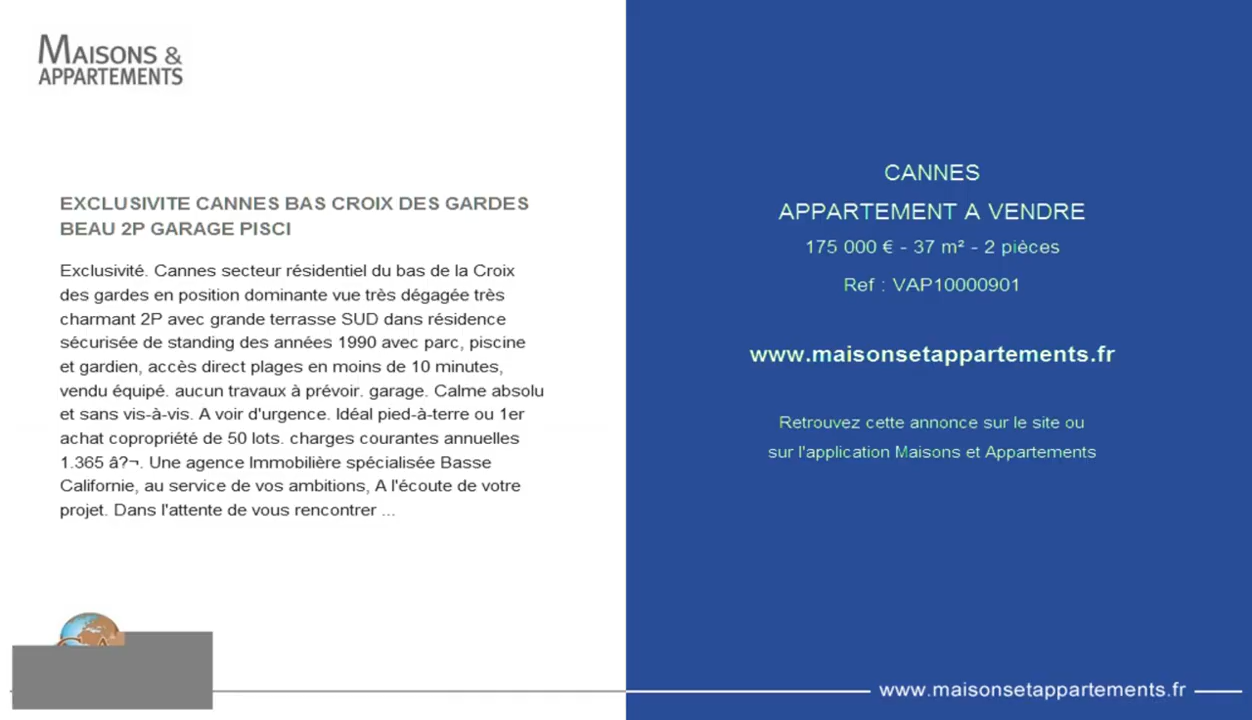 MAISONS &
APPARTEMENTS
EXCLUSIVITE CANNES BAS CROIX DES GARDES
BEAU 2P GARAGE PISCI
Exclusivité. Cannes secteur résidentiel du bas de la Croix
des gardes en position dominante vue très dégagée très
charmant 2P avec grande terrasse SUD dans résidence
sécurisée de standing des années 1990 avec parc, piscine
et gardien, accès direct plages en moins de 10 minutes,
vendu équipé. aucun travaux à prévoir. garage. Calme absolu
et sans vis-à-vis. A voir d'urgence. Idéal pied-à-terre ou 1er
achat copropriété de 50 lots. charges courantes annuelles
1.365 â?¬. Une agence Immobilière spécialisée Basse
Californie, au service de vos ambitions, A l'écoute de votre
projet. Dans l'attente de vous rencontrer ...
CANNES
APPARTEMENT A VENDRE
175 000 € - 37 m² - 2 pièces
Ref : VAP10000901
www.maisonsetappartements.fr
Retrouvez cette annonce sur le site ou
sur l'application Maisons et Appartements
www.maisonsetappartements.fr